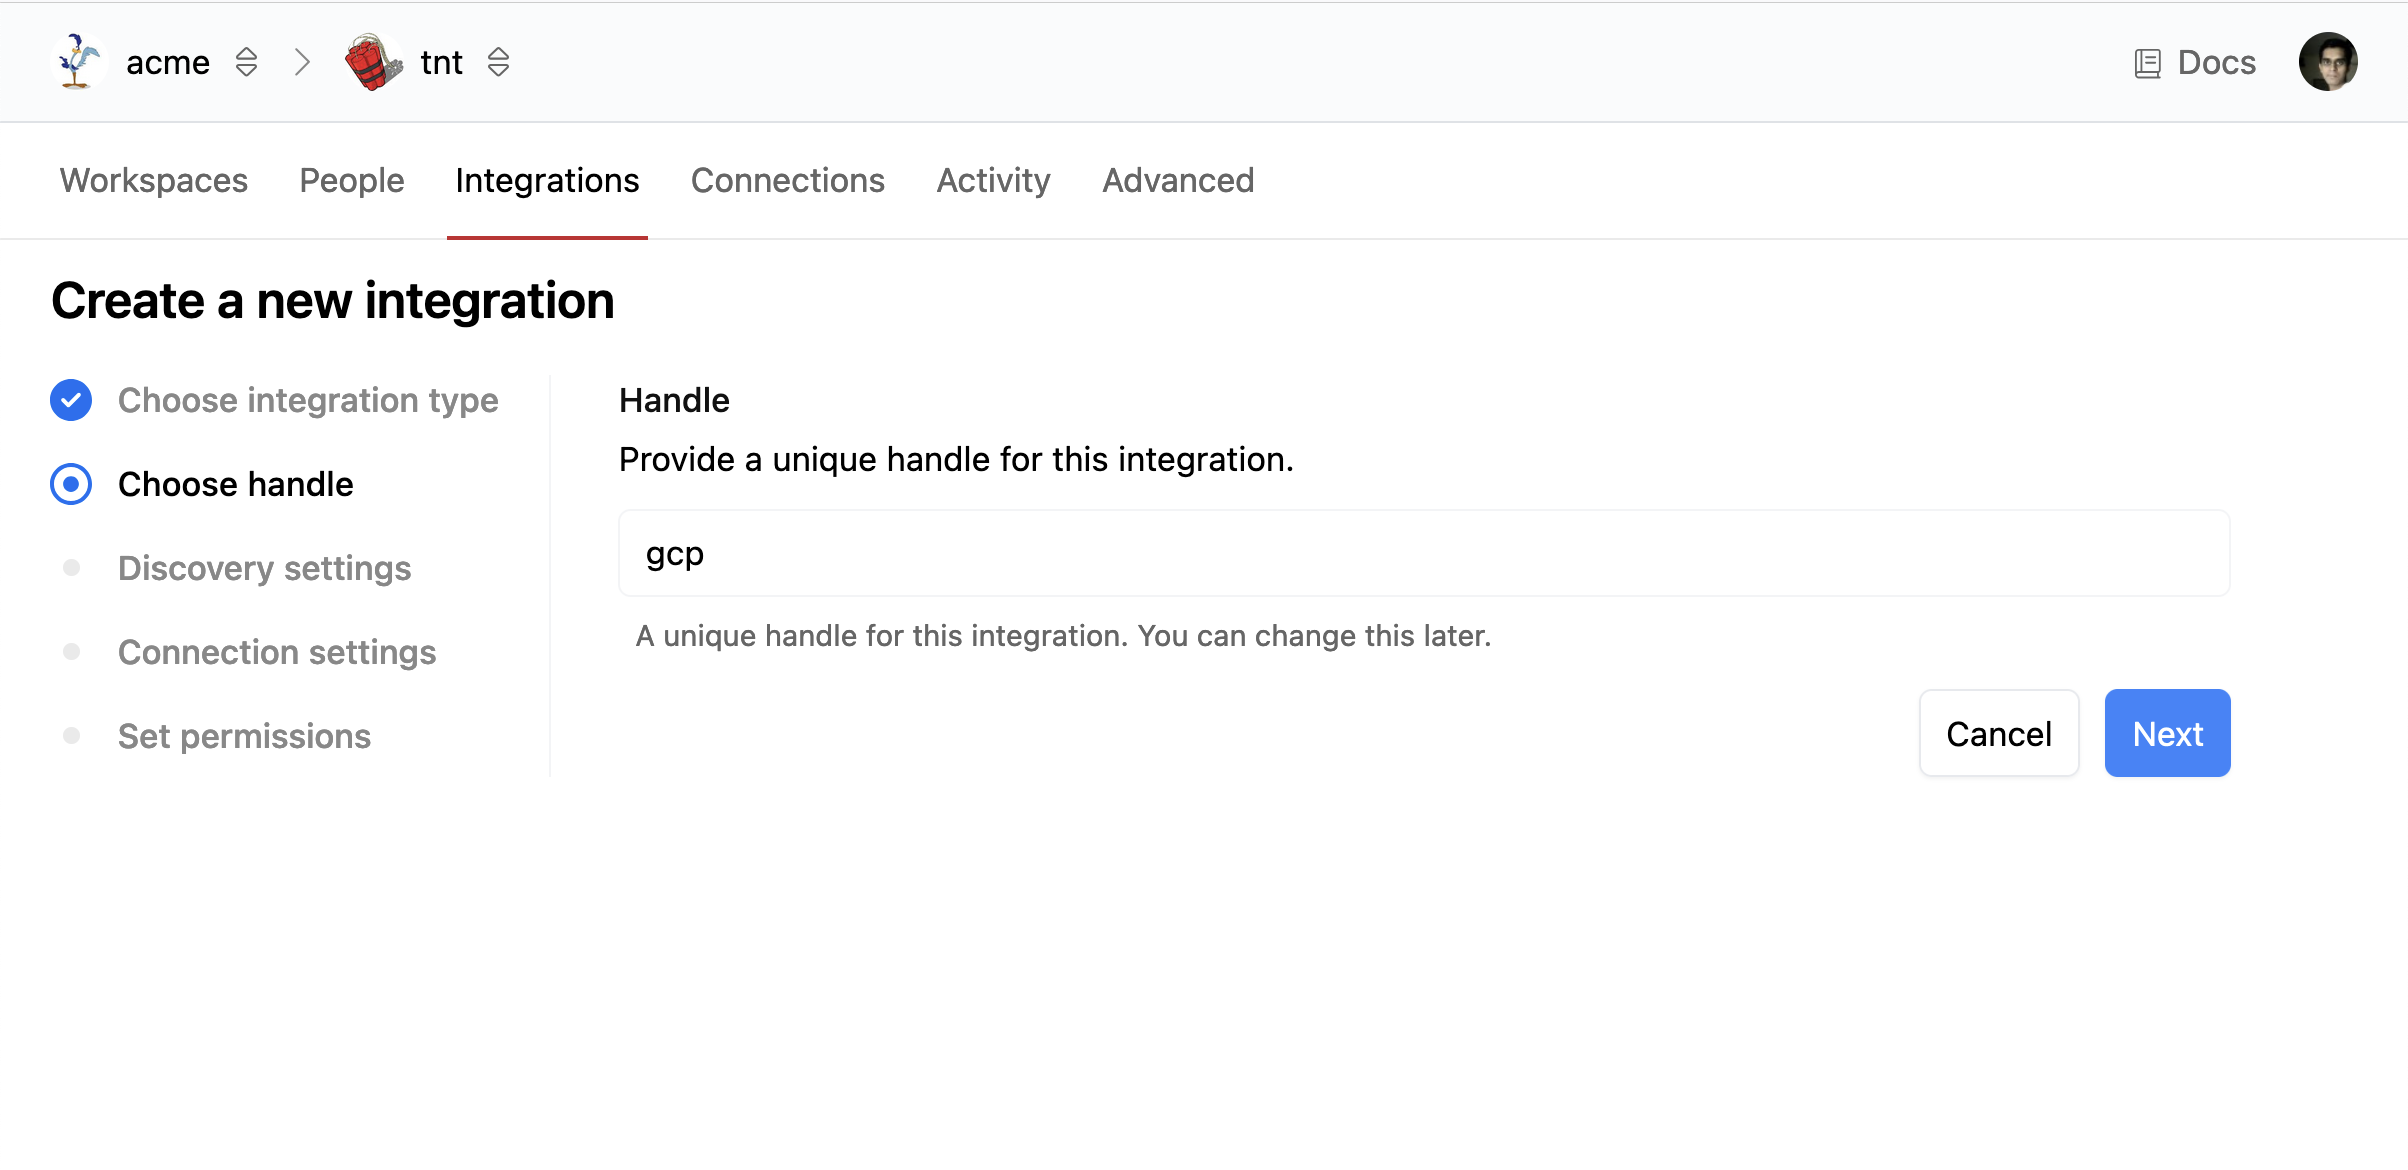 acme tnt Docs
Workspaces People Integrations Connections Activity Advanced
Create a new integration
Choose integration type
Choose handle
Discovery settings
Connection settings
Set permissions
Handle
Provide a unique handle for this integration.
gcp
A unique handle for this integration. You can change this later.
Cancel Next